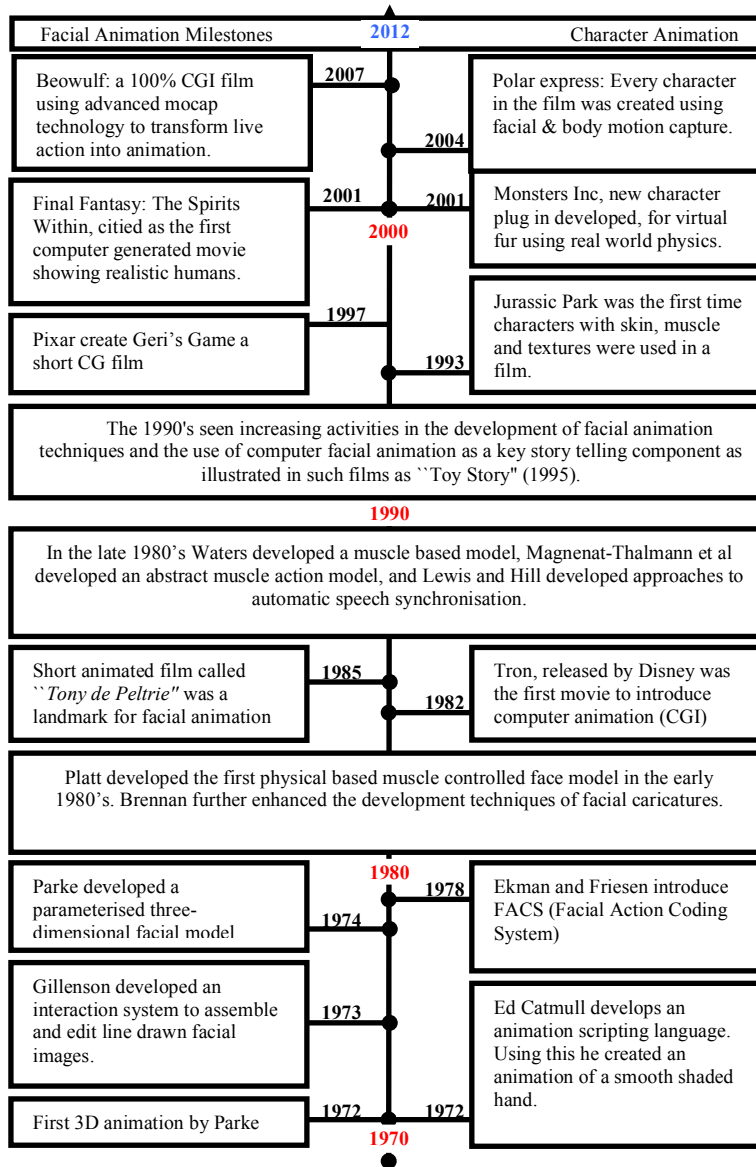 Facial Animation Milestones
2012
Character Animation
Beowulf: a 100% CGI film
using advanced mocap
technology to transform live
action into animation.
2007
Polar express: Every character
in the film was created using
facial & body motion capture.
2004
Final Fantasy: The Spirits
Within, citied as the first
computer generated movie
showing realistic humans.
2001
2001
Monsters Inc, new character
plug in developed, for virtual
fur using real world physics.
2000
Pixar create Geri's Game a
short CG film
1997
Jurassic Park was the first time
characters with skin, muscle
and textures were used in a
film.
1993
The 1990's seen increasing activities in the development of facial animation
techniques and the use of computer facial animation as a key story telling component as
illustrated in such films as ``Toy Story" (1995).
1990
In the late 1980's Waters developed a muscle based model, Magnenat-Thalmann et al
developed an abstract muscle action model, and Lewis and Hill developed approaches to
automatic speech synchronisation.
Short animated film called
``Tony de Peltrie" was a
landmark for facial animation
1985
Tron, released by Disney was
the first movie to introduce
computer animation (CGI)
1982
Platt developed the first physical based muscle controlled face model in the early
1980's. Brennan further enhanced the development techniques of facial caricatures.
1980
Parke developed a
parameterised three-
dimensional facial model
1974
1978
Ekman and Friesen introduce
FACS (Facial Action Coding
System)
Gillenson developed an
interaction system to assemble
and edit line drawn facial
images.
1973
Ed Catmull develops an
animation scripting language.
Using this he created an
animation of a smooth shaded
hand.
First 3D animation by Parke
1972
1972
1970